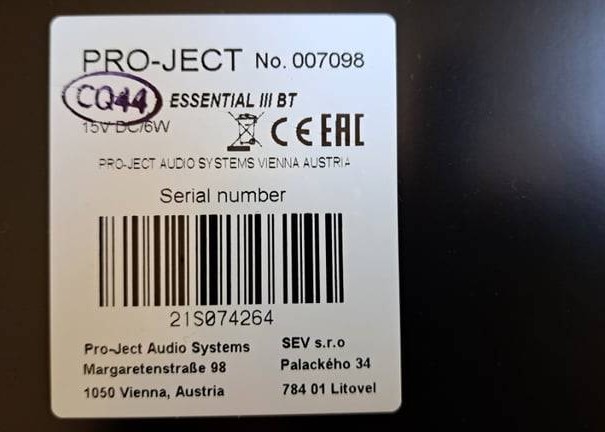 PRO-JECT No. 007098
CQ44 ESSENTIAL III BT
15V DC/6W CE EAC
PRO-JECT AUDIO SYSTEMS VIENNA AUSTRIA
Serial number
21S074264
Pro-Ject Audio Systems SEV s.r.o
Margaretenstraße 98 Palackého 34
1050 Vienna, Austria 784 01 Litovel